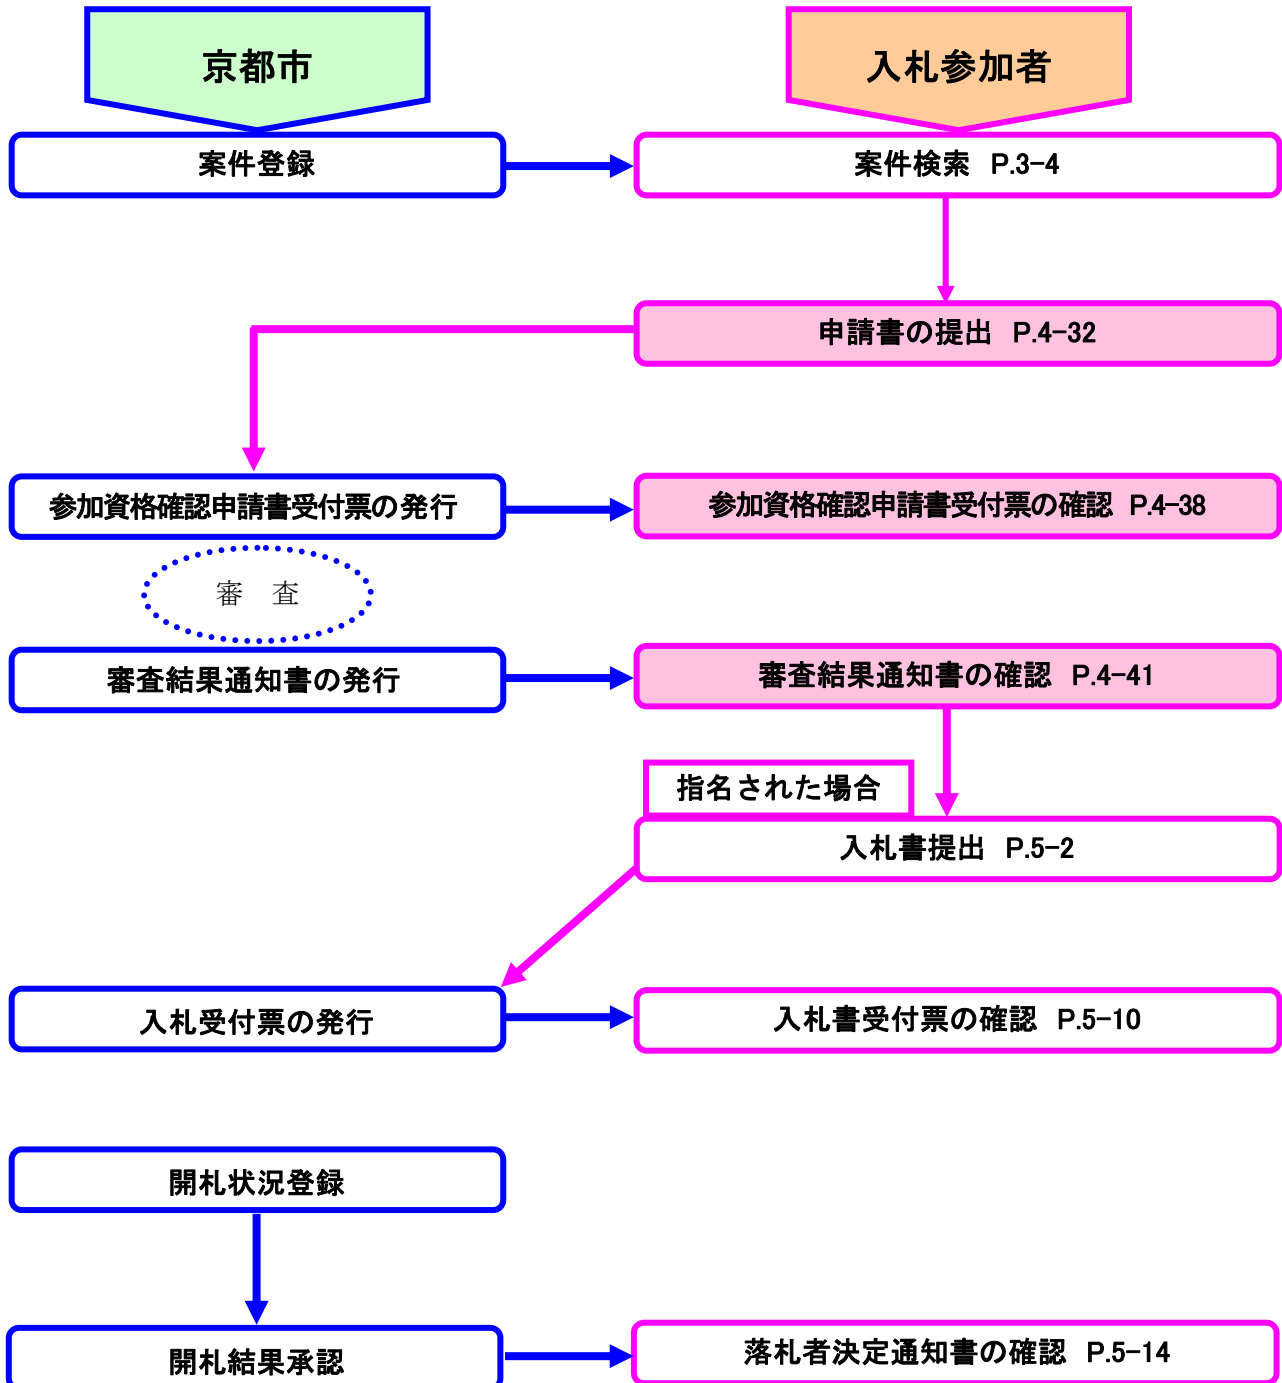 京都市
入札参加者
案件登録
案件検索 P.3-4
申請書の提出 P.4-32
参加資格確認申請書受付票の発行
参加資格確認申請書受付票の確認 P.4-38
審 査
審査結果通知書の発行
審査結果通知書の確認 P.4-41
指名された場合
入札書提出 P.5-2
入札受付票の発行
入札書受付票の確認 P.5-10
開札状況登録
開札結果承認
落札者決定通知書の確認 P.5-14